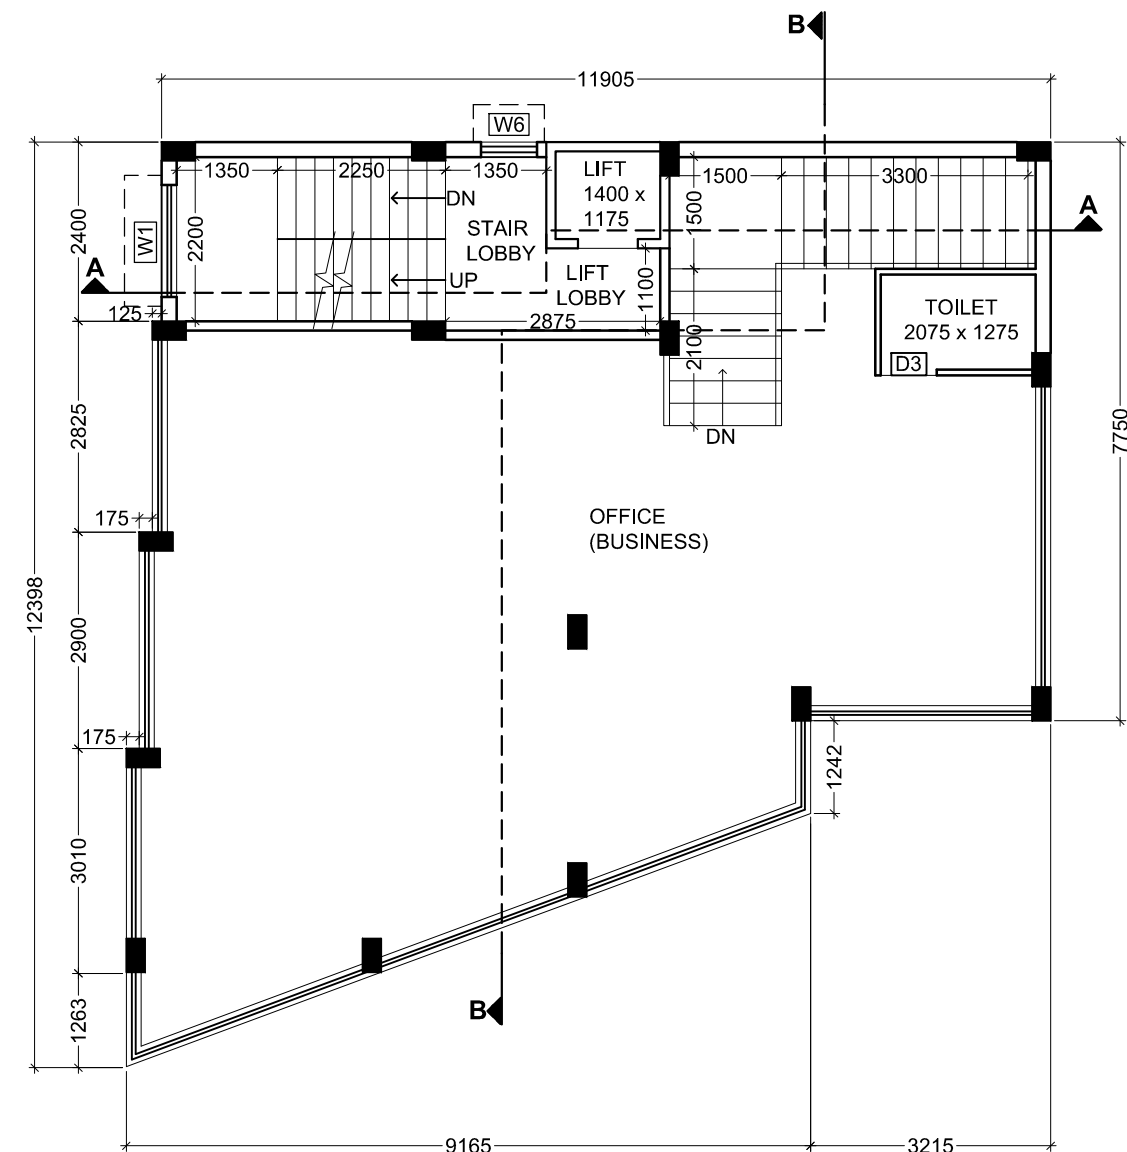 B
11905
W6
1350
2250
1350
LIFT
1400 x
1175
1500
3300
DN
STAIR
LOBBY
2400
W1
2200
1500
A
A
UP
LIFT
LOBBY
1100
125
2875
2100
TOILET
2075 x 1275
D3
DN
2825
7750
175
OFFICE
(BUSINESS)
12398
2900
175
1242
3010
1263
B
9165
3215